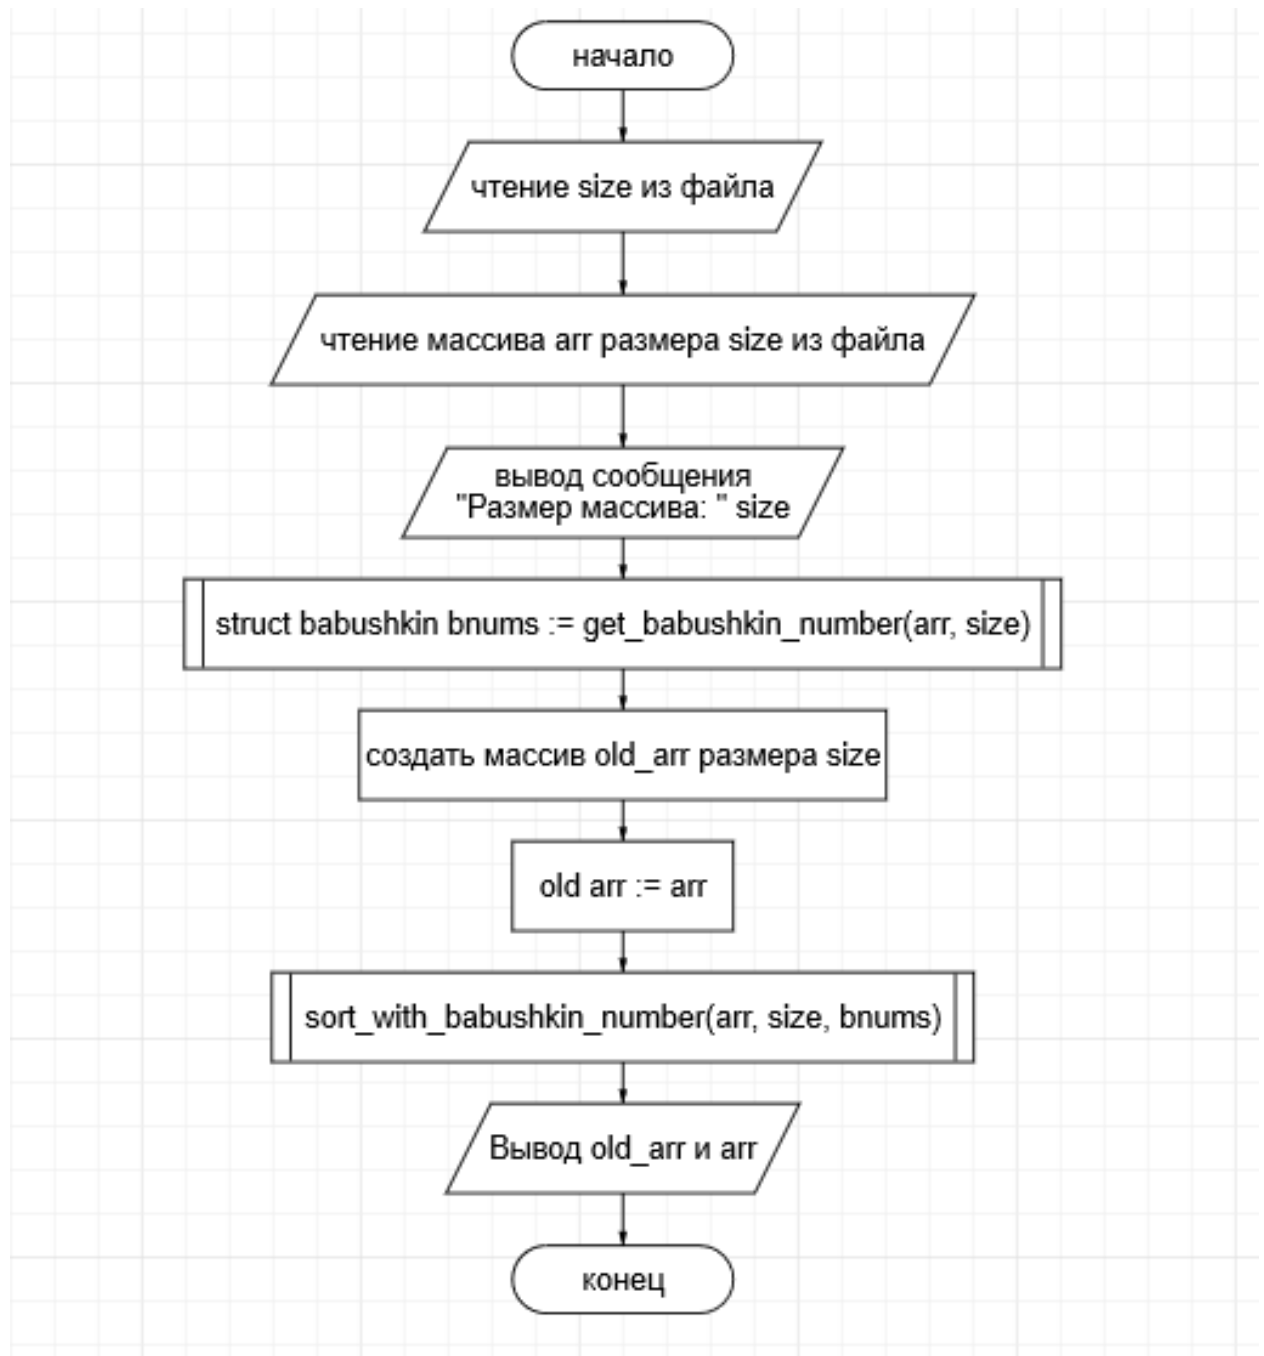 начало
чтение size из файла
чтение массива arr размера size из файла
вывод сообщения
"Размер массива: " size
struct babushkin bnums := get_babushkin_number(arr, size)
создать массив old_arr размера size
old arr := arr
sort_with_babushkin_number(arr, size, bnums)
Вывод old_arr и arr
конец